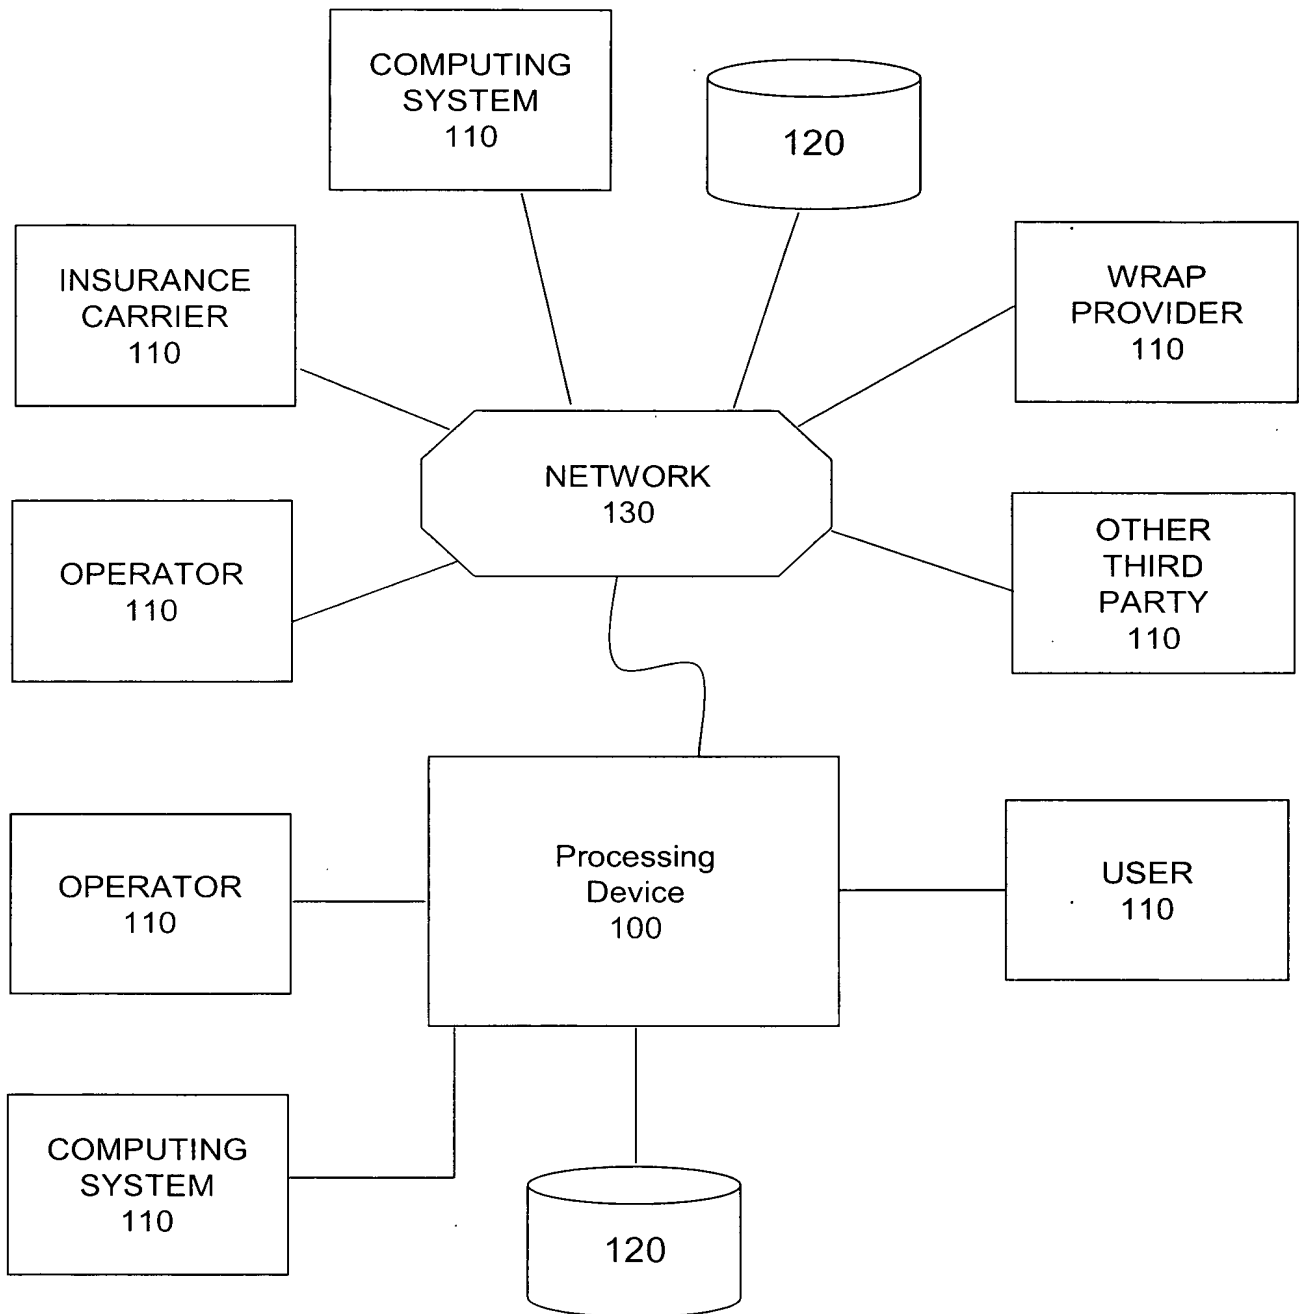 COMPUTING
SYSTEM
110
120
INSURANCE
CARRIER
110
WRAP
PROVIDER
110
NETWORK
130
OPERATOR
110
OTHER
THIRD
PARTY
110
Processing
Device
100
OPERATOR
110
USER
110
COMPUTING
SYSTEM
110
120